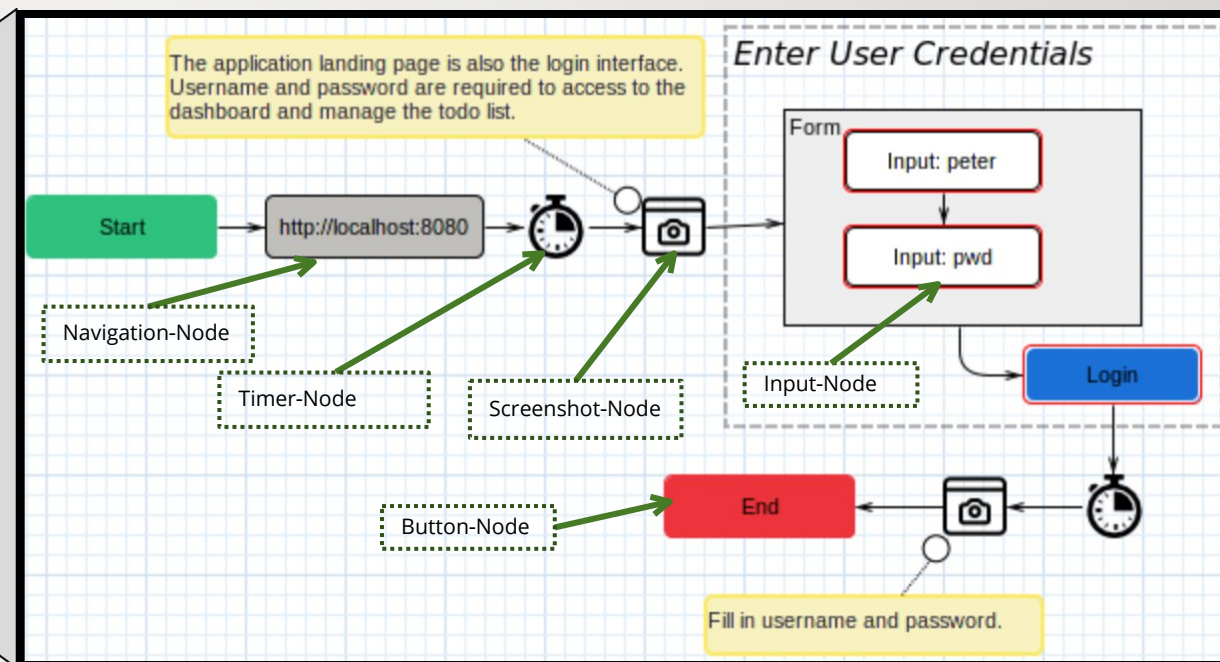 The application landing page is also the login interface.
Username and password are required to access to the
dashboard and manage the todo list.
Enter User Credentials
Form
Input: peter
Input: pwd
Start
http://localhost:8080
Navigation-Node
Timer-Node
Screenshot-Node
Input-Node
Login
Button-Node
End
Fill in username and password.